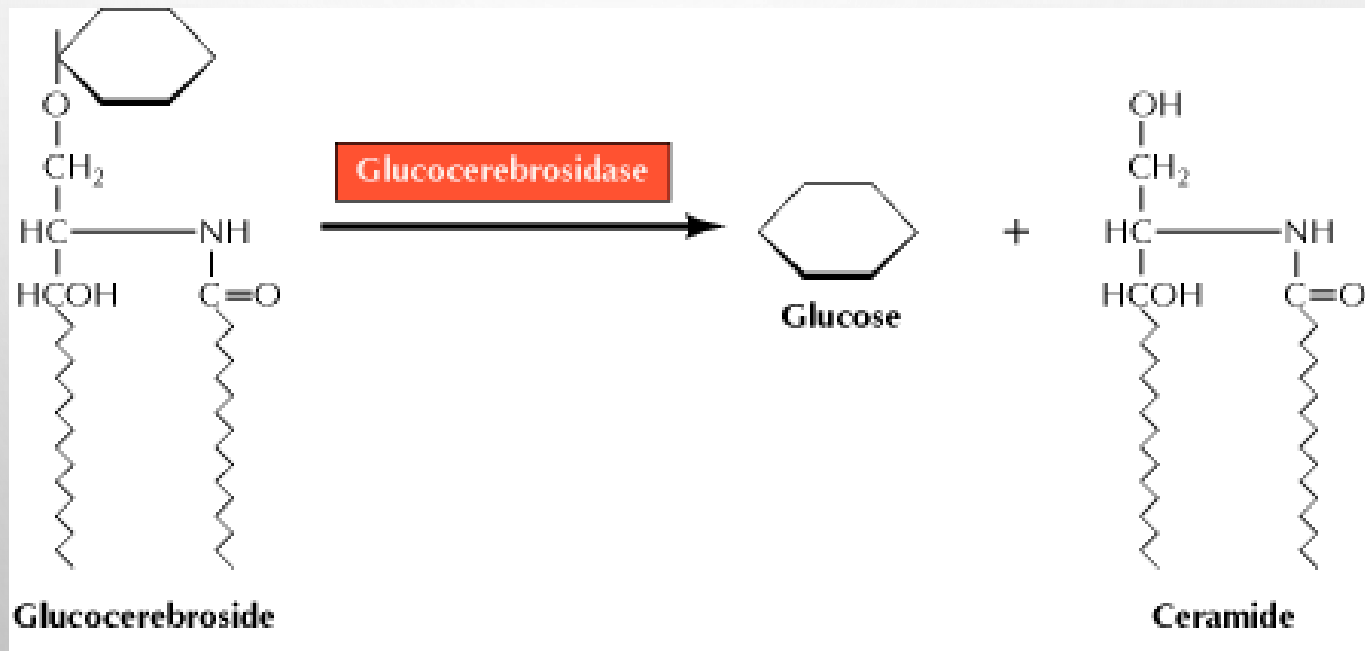 O
CH₂
HC NH
HCOH C=O
Glucocerebroside
Glucocerebrosidase
Glucose
+
OH
CH₂
HC NH
HCOH C=O
Ceramide